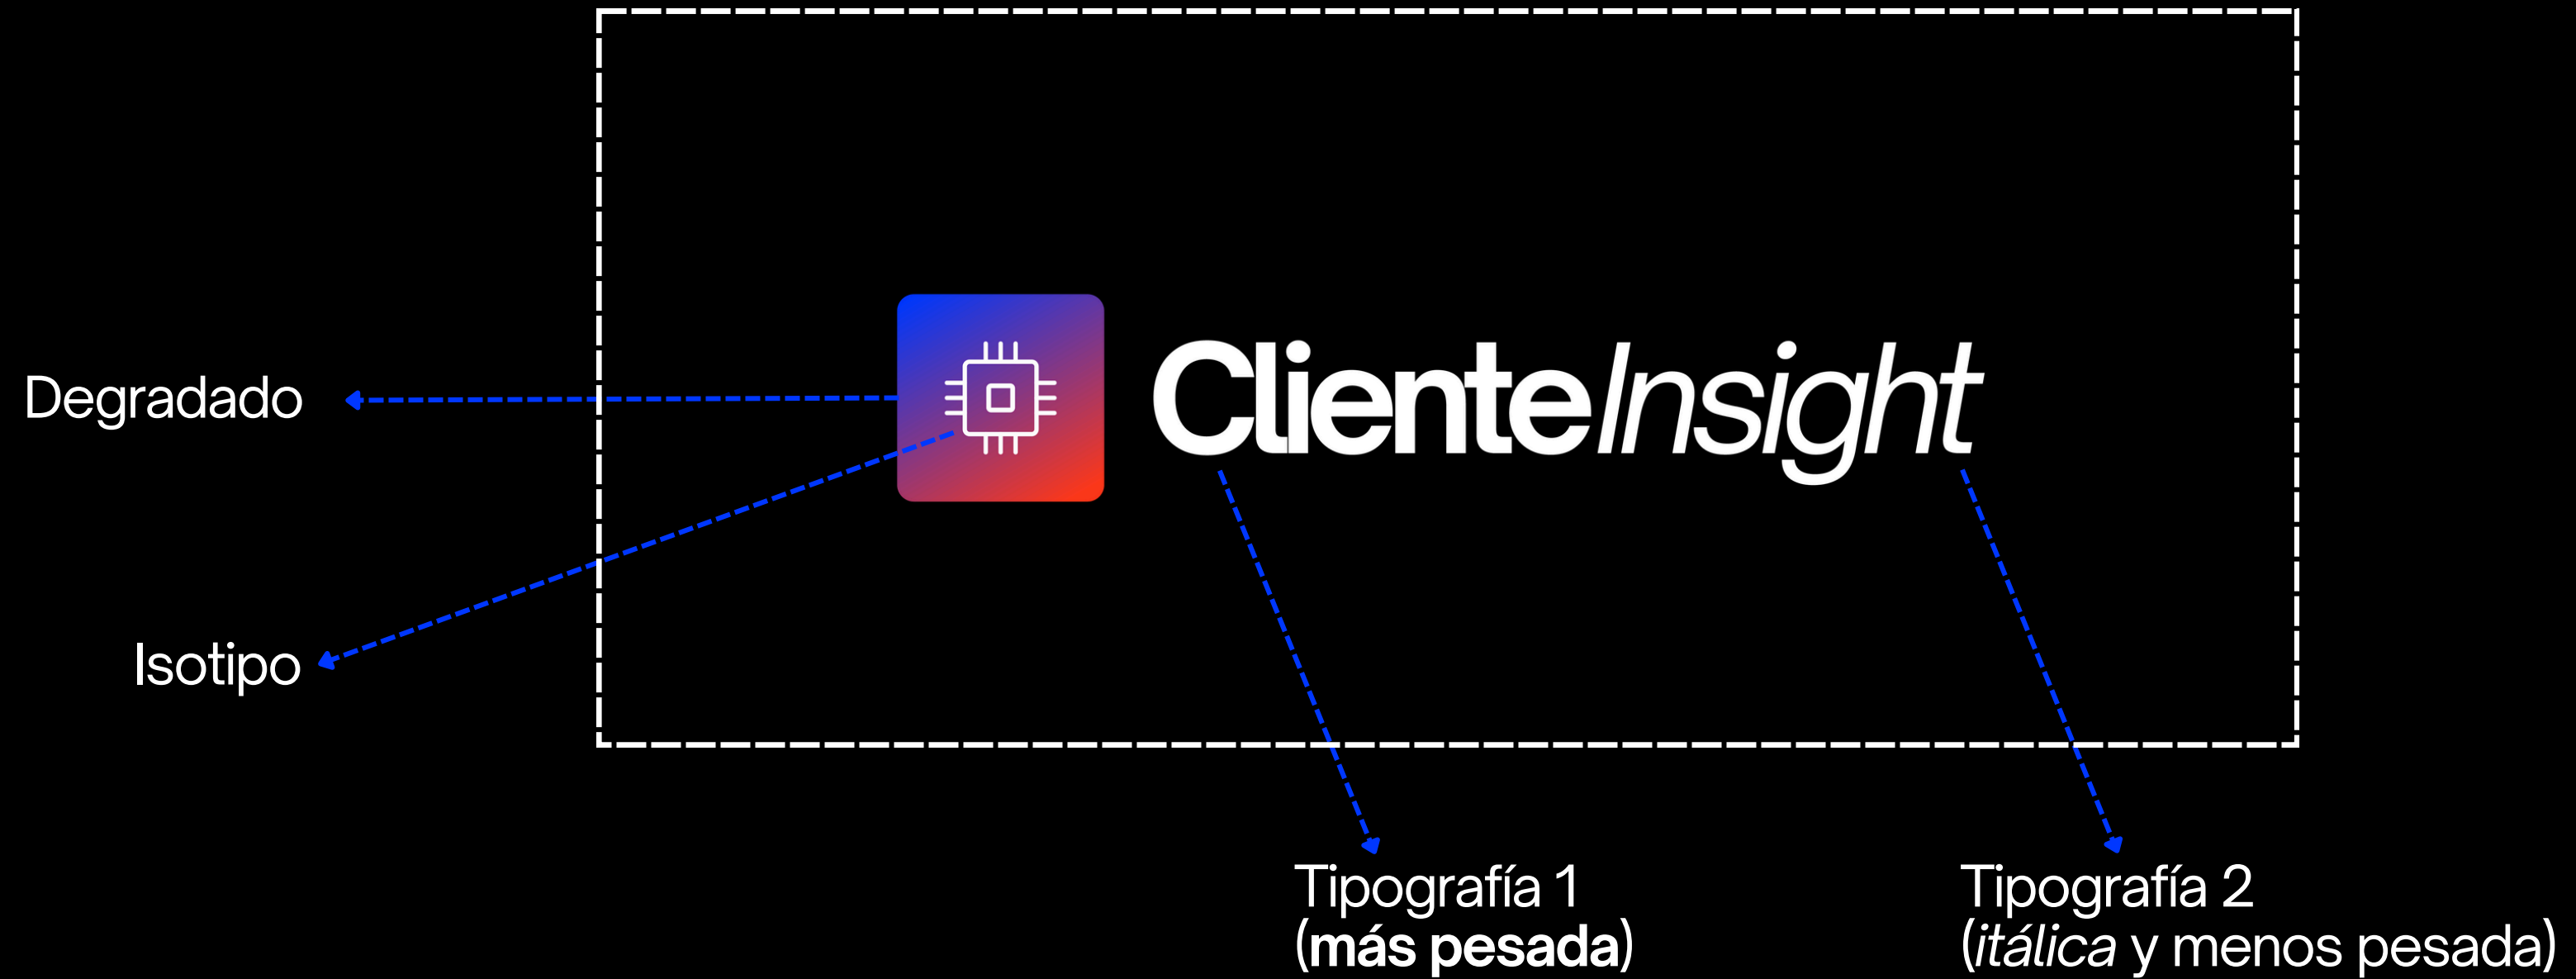 ClienteInsight
Degradado
Isotipo
Tipografía 1
(más pesada)
Tipografía 2
(itálica y menos pesada)